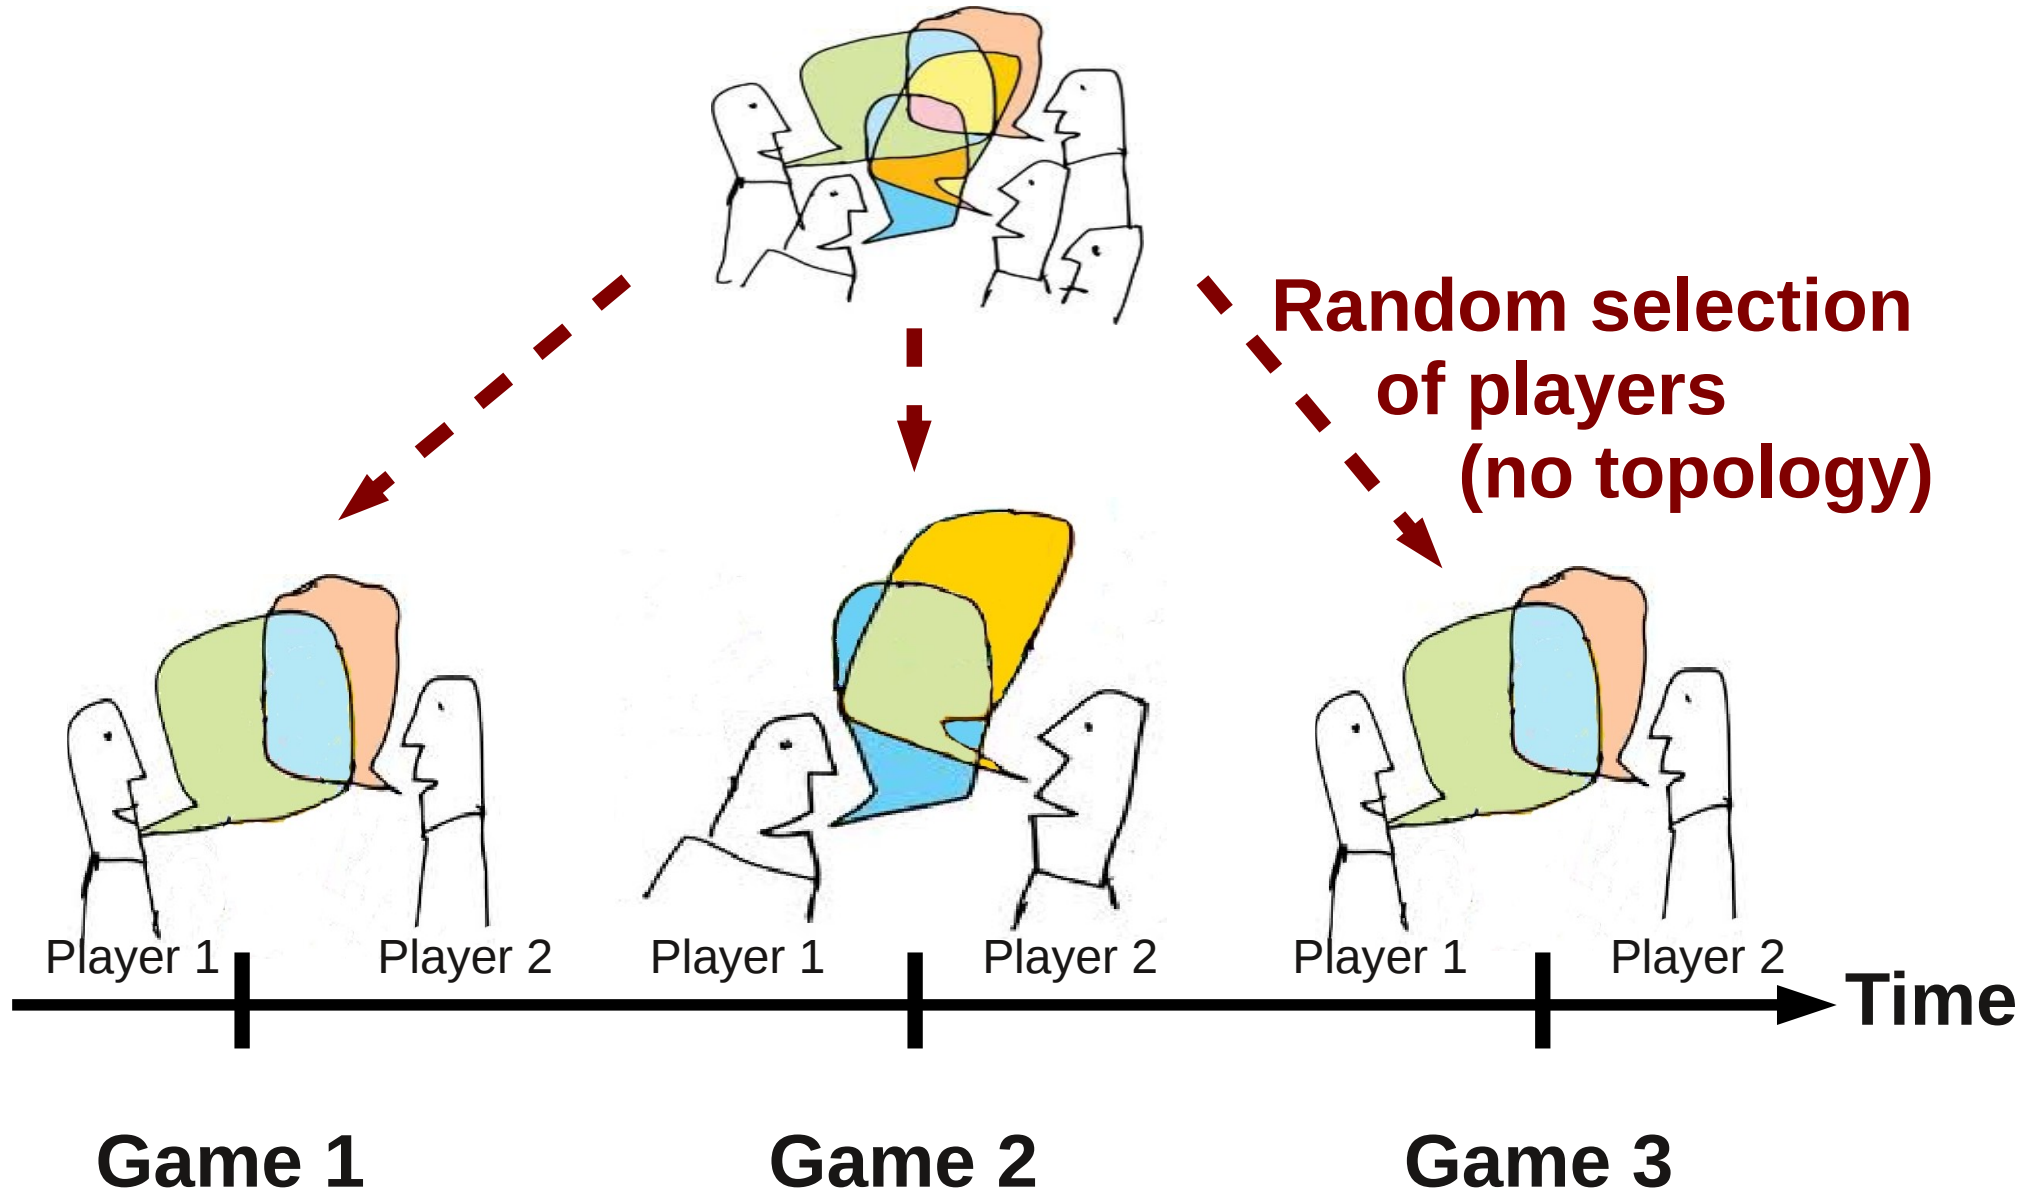 Random selection
of players
(no topology)
Player 1 Player 2 Player 1 Player 2 Player 1 Player 2
Time
Game 1 Game 2 Game 3